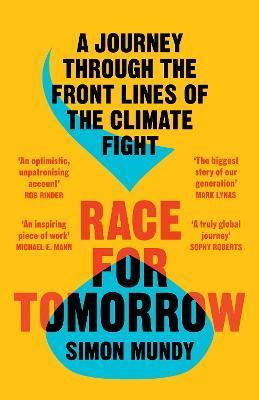 A JOURNEY
THROUGH THE
FRONT LINES OF
THE CLIMATE
FIGHT
‘An optimistic,
unpatronising
account’
ROB RINDER
‘The biggest
story of our
generation’
MARK LYNAS
‘An inspiring
piece of work’
MICHAEL E. MANN
‘A truly global
journey’
SOPHY ROBERTS
RACE
FOR
TOMORROW
SIMON MUNDY